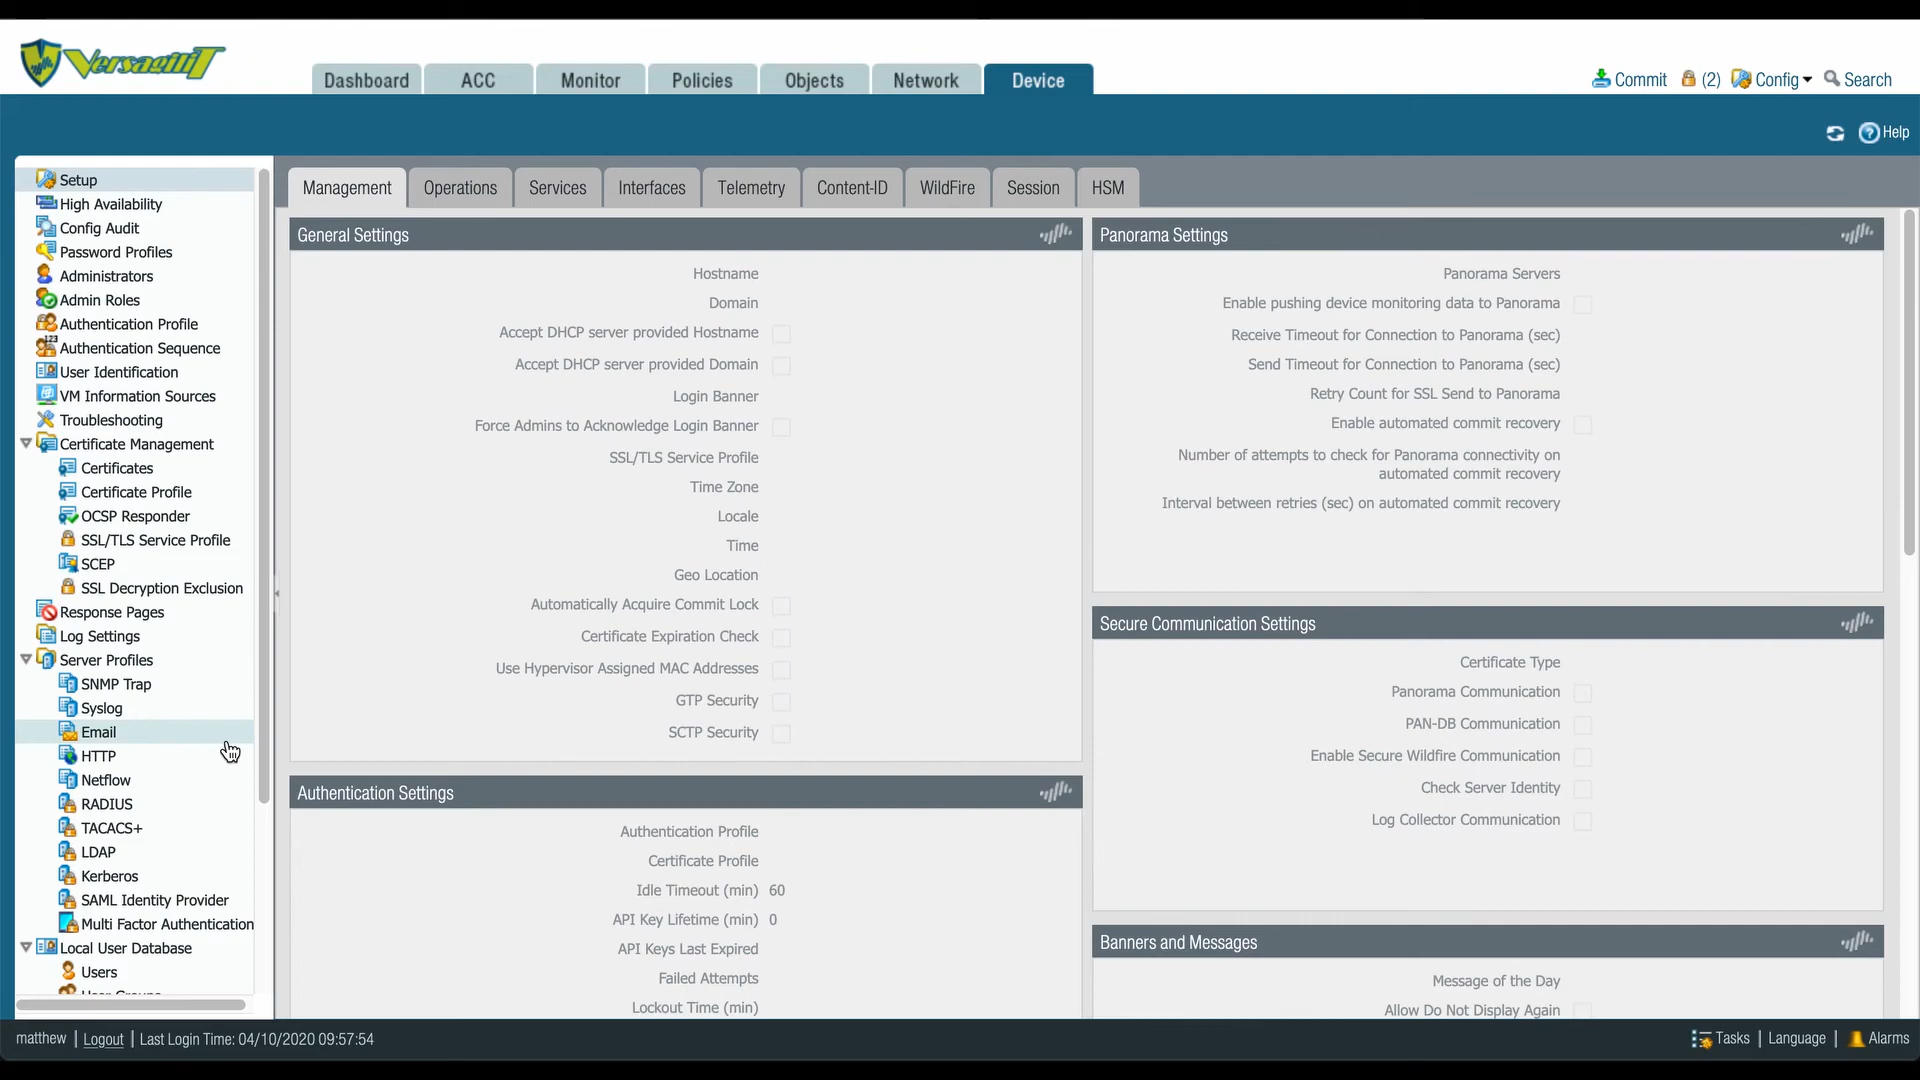 VersagiliT
Dashboard
ACC
Monitor
Policies
Objects
Network
Device
Commit
(2)
Config
Search
Help
Setup
High Availability
Config Audit
Password Profiles
Administrators
Admin Roles
Authentication Profile
Authentication Sequence
User Identification
VM Information Sources
Troubleshooting
Certificate Management
Certificates
Certificate Profile
OCSP Responder
SSL/TLS Service Profile
SCEP
SSL Decryption Exclusion
Response Pages
Log Settings
Server Profiles
SNMP Trap
Syslog
Email
HTTP
Netflow
RADIUS
TACACS+
LDAP
Kerberos
SAML Identity Provider
Multi Factor Authentication
Local User Database
Users
Management
Operations
Services
Interfaces
Telemetry
Content-ID
WildFire
Session
HSM
General Settings
Hostname
Domain
Accept DHCP server provided Hostname
Accept DHCP server provided Domain
Login Banner
Force Admins to Acknowledge Login Banner
SSL/TLS Service Profile
Time Zone
Locale
Time
Geo Location
Automatically Acquire Commit Lock
Certificate Expiration Check
Use Hypervisor Assigned MAC Addresses
GTP Security
SCTP Security
Authentication Settings
Authentication Profile
Certificate Profile
Idle Timeout (min) 60
API Key Lifetime (min) 0
API Keys Last Expired
Failed Attempts
Lockout Time (min)
Panorama Settings
Panorama Servers
Enable pushing device monitoring data to Panorama
Receive Timeout for Connection to Panorama (sec)
Send Timeout for Connection to Panorama (sec)
Retry Count for SSL Send to Panorama
Enable automated commit recovery
Number of attempts to check for Panorama connectivity on
automated commit recovery
Interval between retries (sec) on automated commit recovery
Secure Communication Settings
Certificate Type
Panorama Communication
PAN-DB Communication
Enable Secure Wildfire Communication
Check Server Identity
Log Collector Communication
Banners and Messages
Message of the Day
Allow Do Not Display Again
matthew | Logout | Last Login Time: 04/10/2020 09:57:54
Tasks | Language | Alarms